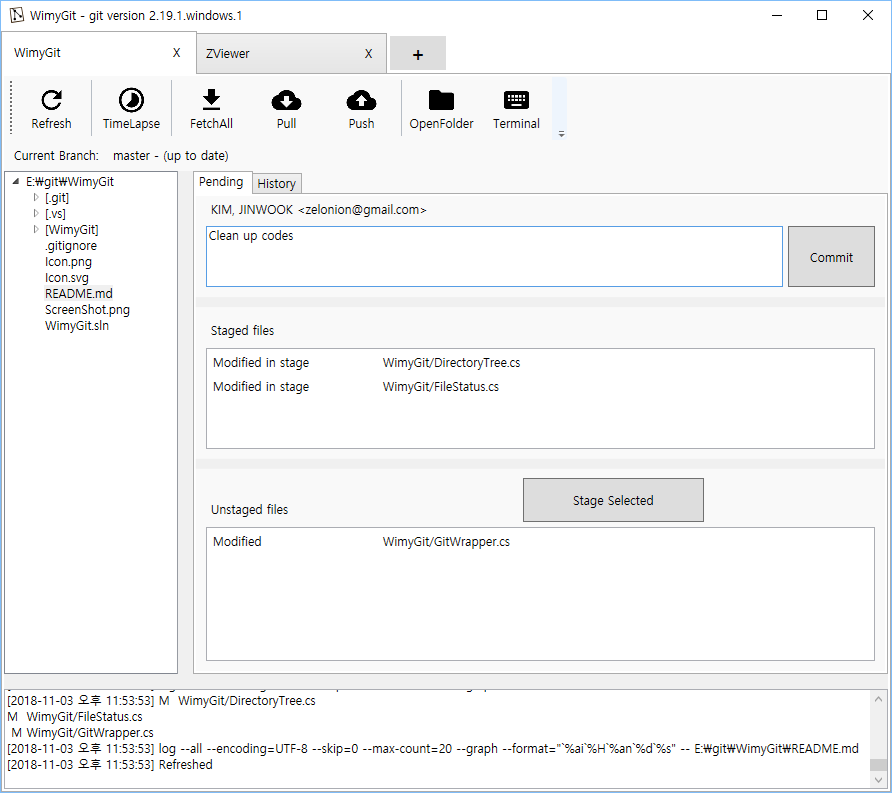 WimyGit - git version 2.19.1.windows.1
WimyGit X ZViewer X +
Refresh TimeLapse FetchAll Pull Push OpenFolder Terminal
Current Branch: master - (up to date)
E:₩git₩WimyGit
[.git]
[.vs]
[WimyGit]
.gitignore
Icon.png
Icon.svg
README.md
ScreenShot.png
WimyGit.sln
Pending History
KIM, JINWOOK <zelonion@gmail.com>
Clean up codes
Commit
Staged files
Modified in stage WimyGit/DirectoryTree.cs
Modified in stage WimyGit/FileStatus.cs
Stage Selected
Unstaged files
Modified WimyGit/GitWrapper.cs
[2018-11-03 오후 11:53:53] M WimyGit/DirectoryTree.cs
M WimyGit/FileStatus.cs
M WimyGit/GitWrapper.cs
[2018-11-03 오후 11:53:53] log --all --encoding=UTF-8 --skip=0 --max-count=20 --graph --format="`%ai`%H`%an`%d`%s" -- E:₩git₩WimyGit₩README.md
[2018-11-03 오후 11:53:53] Refreshed